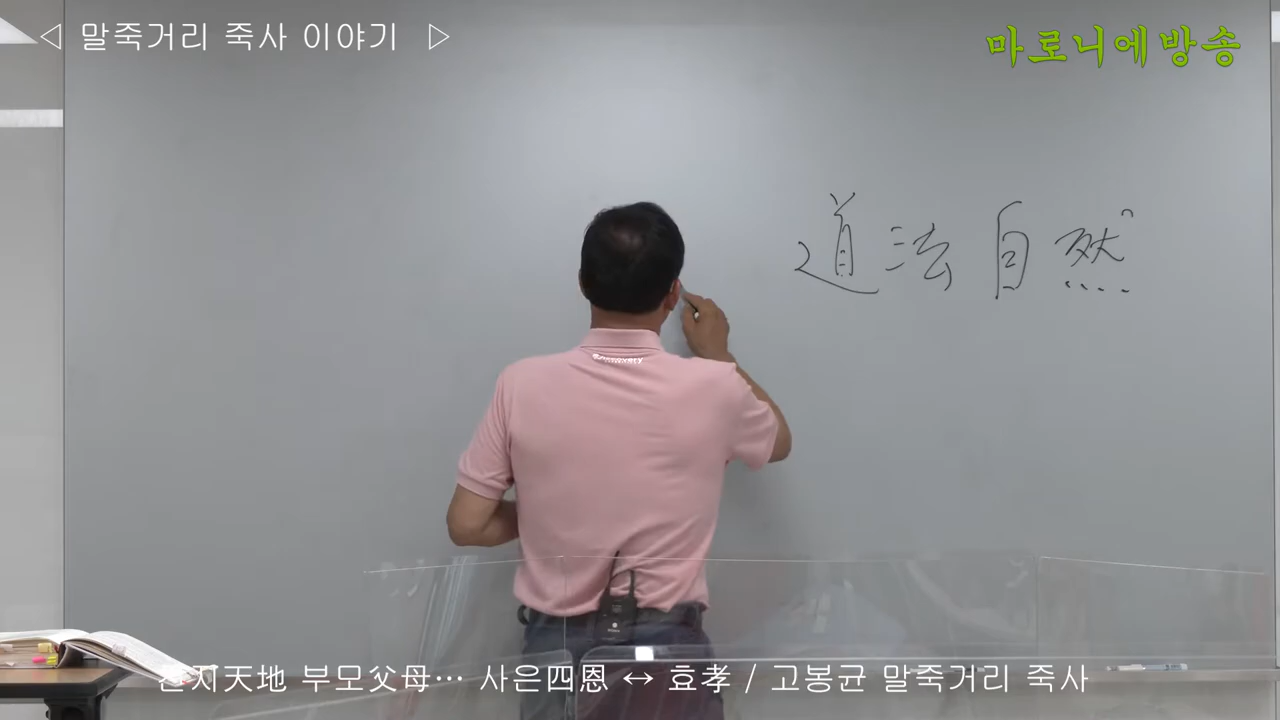 ◁ 말죽거리 죽사 이야기 ▷
마로니에방송
道法自然
천지天地 부모父母… 사은四恩 ↔ 효孝 / 고봉균 말죽거리 죽사